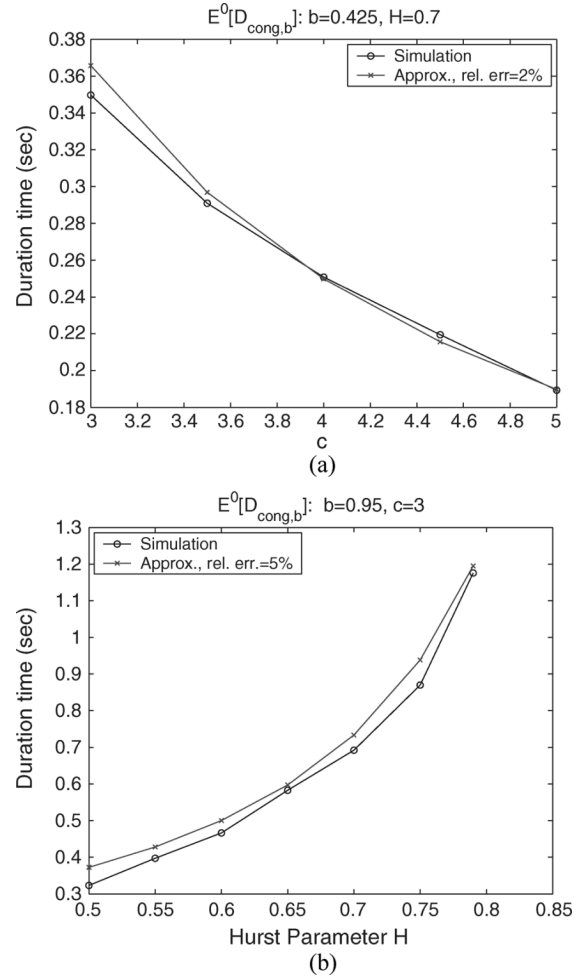 E⁰[D_cong,b]: b=0.425, H=0.7
0.38
0.36
0.34
0.32
0.3
0.28
0.26
0.24
0.22
0.2
0.18
Duration time (sec)
Simulation
Approx., rel. err=2%
3 3.2 3.4 3.6 3.8 4 4.2 4.4 4.6 4.8 5
c
(a)
E⁰[D_cong,b]: b=0.95, c=3
1.3
1.2
1.1
1
0.9
0.8
0.7
0.6
0.5
0.4
0.3
Duration time (sec)
Simulation
Approx., rel. err.=5%
0.5 0.55 0.6 0.65 0.7 0.75 0.8 0.85
Hurst Parameter H
(b)